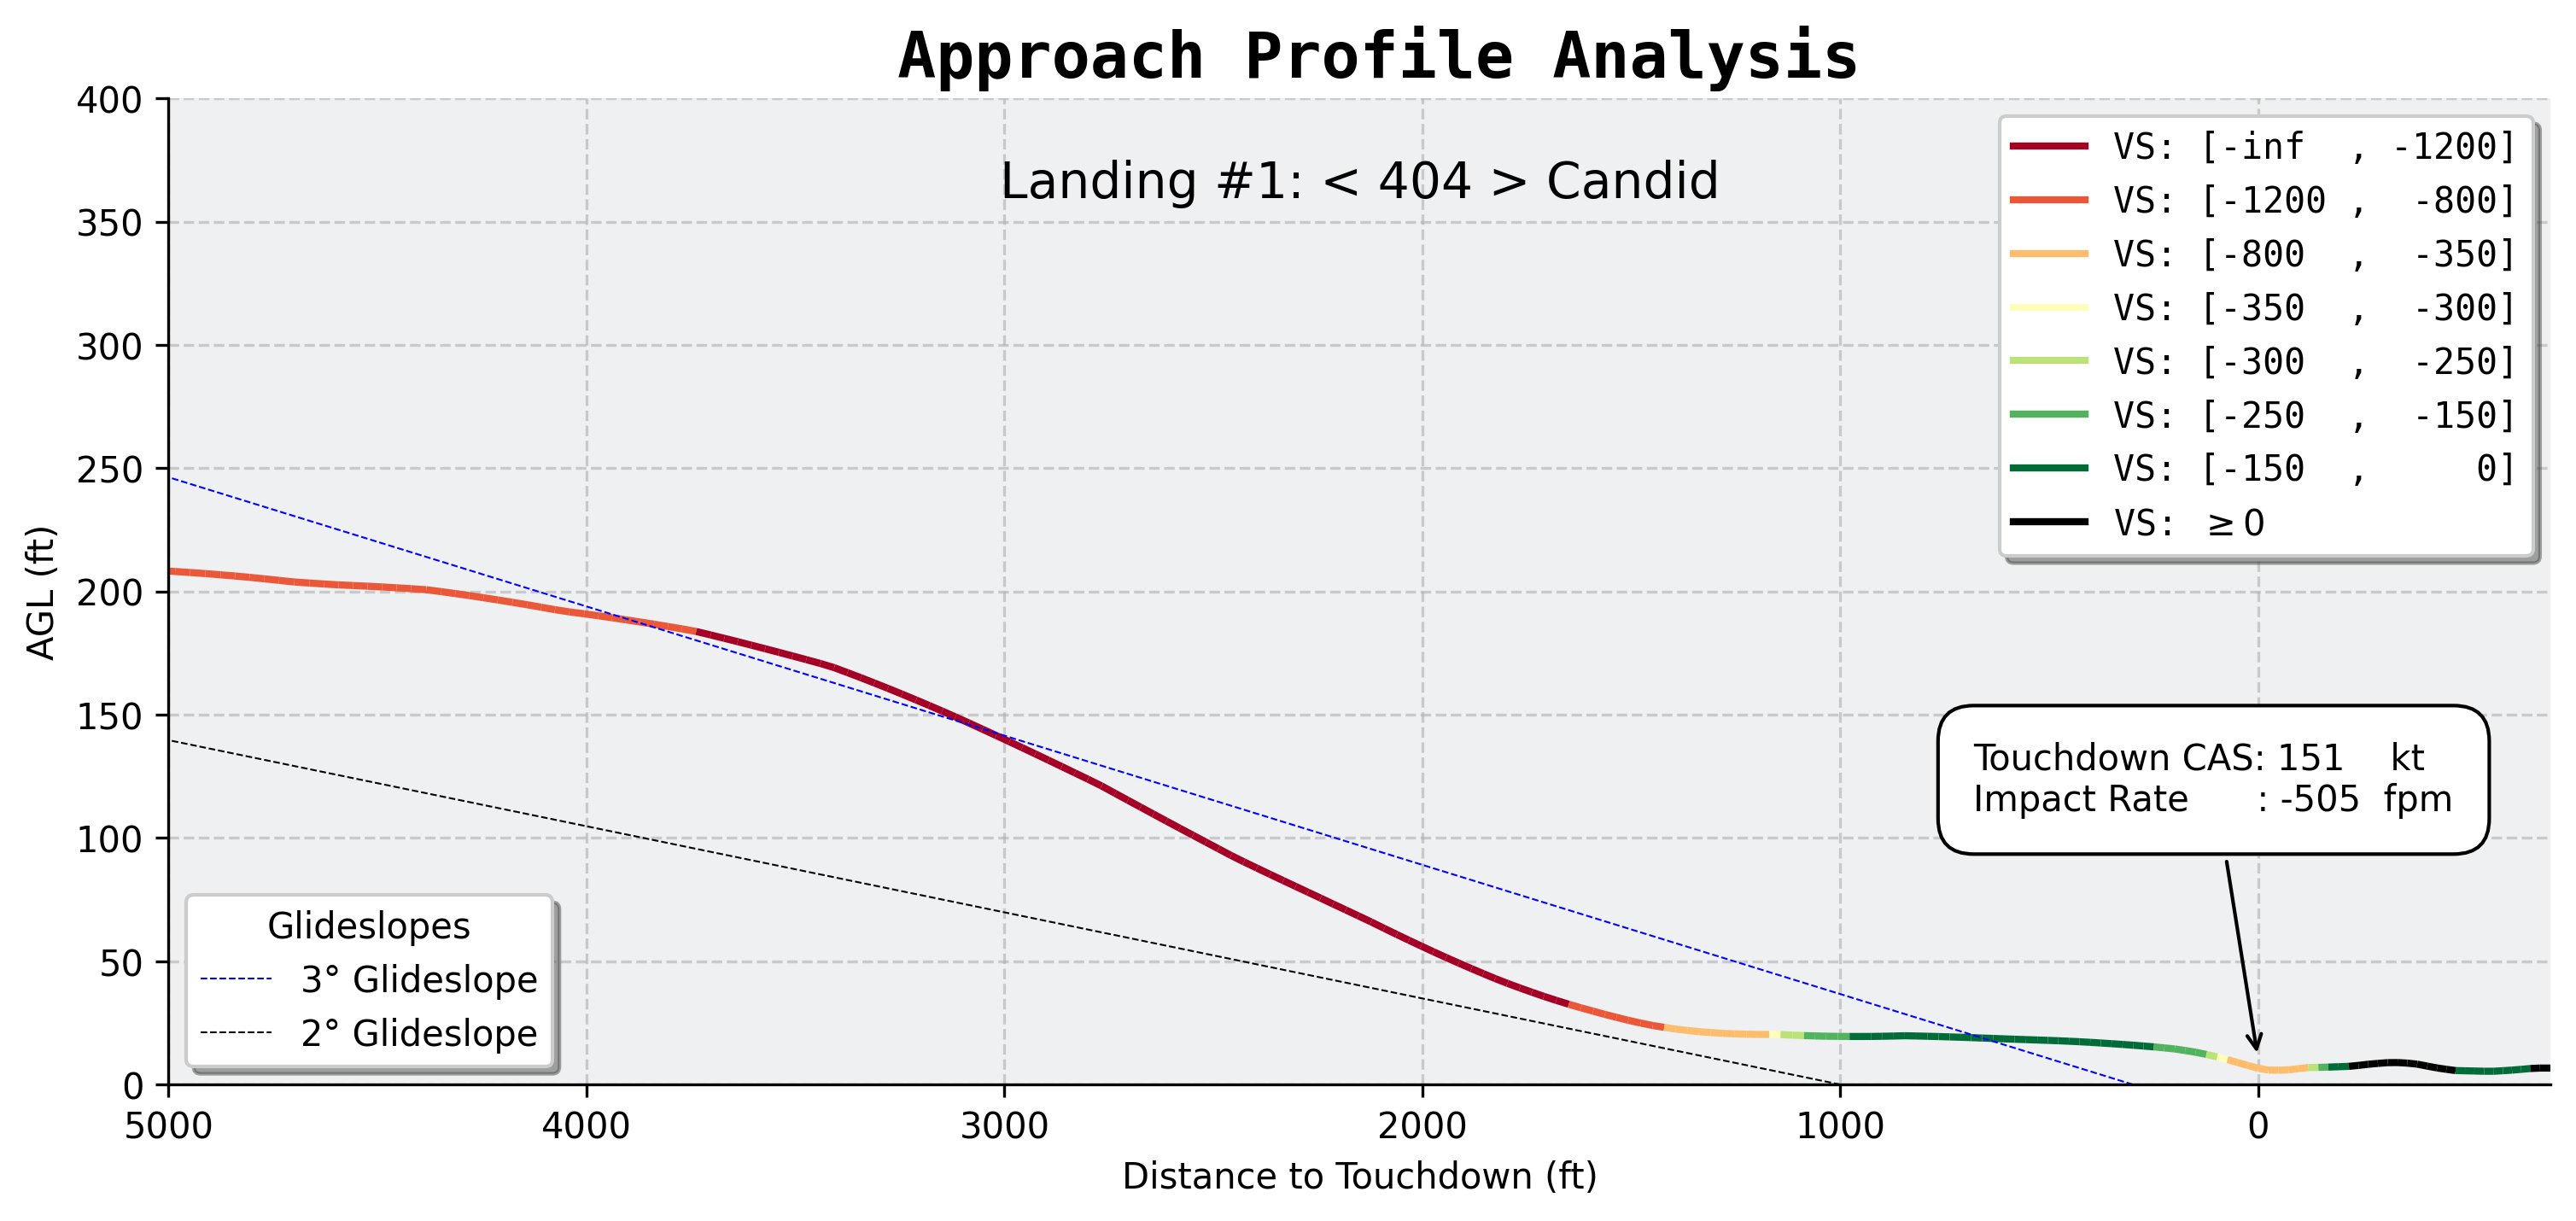 Approach Profile Analysis
Landing #1: < 404 > Candid
VS: [-inf  , -1200]
VS: [-1200 ,  -800]
VS: [-800  ,  -350]
VS: [-350  ,  -300]
VS: [-300  ,  -250]
VS: [-250  ,  -150]
VS: [-150  ,     0]
VS: ≥0
400
350
300
250
200
150
100
50
0
AGL (ft)
Touchdown CAS: 151 kt
Impact Rate : -505 fpm
Glideslopes
3° Glideslope
2° Glideslope
5000 4000 3000 2000 1000 0
Distance to Touchdown (ft)